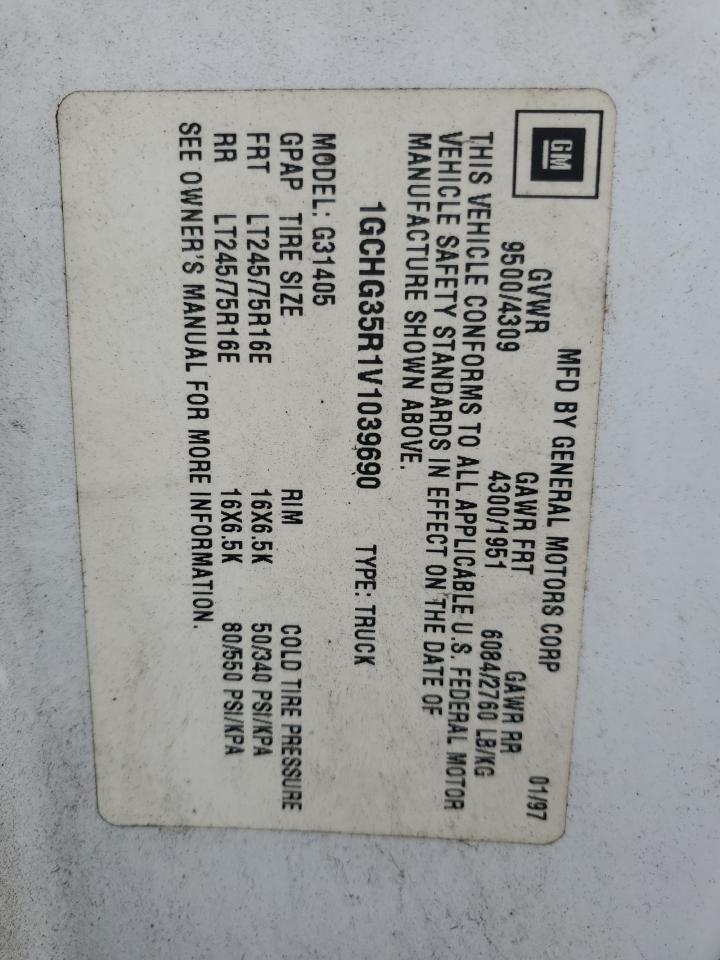 GM
MFD BY GENERAL MOTORS CORP 01/97
GVWR GAWR FRT GAWR RR
9500/4309 4300/1951 6084/2760 LB/KG
THIS VEHICLE CONFORMS TO ALL APPLICABLE U.S. FEDERAL MOTOR
VEHICLE SAFETY STANDARDS IN EFFECT ON THE DATE OF
MANUFACTURE SHOWN ABOVE.
1GCHG35R1V1039690 TYPE: TRUCK
MODEL: G31405
GPAP TIRE SIZE RIM COLD TIRE PRESSURE
FRT LT245/75R16E 16X6.5K 50/340 PSI/KPA
RR LT245/75R16E 16X6.5K 80/550 PSI/KPA
SEE OWNER'S MANUAL FOR MORE INFORMATION.